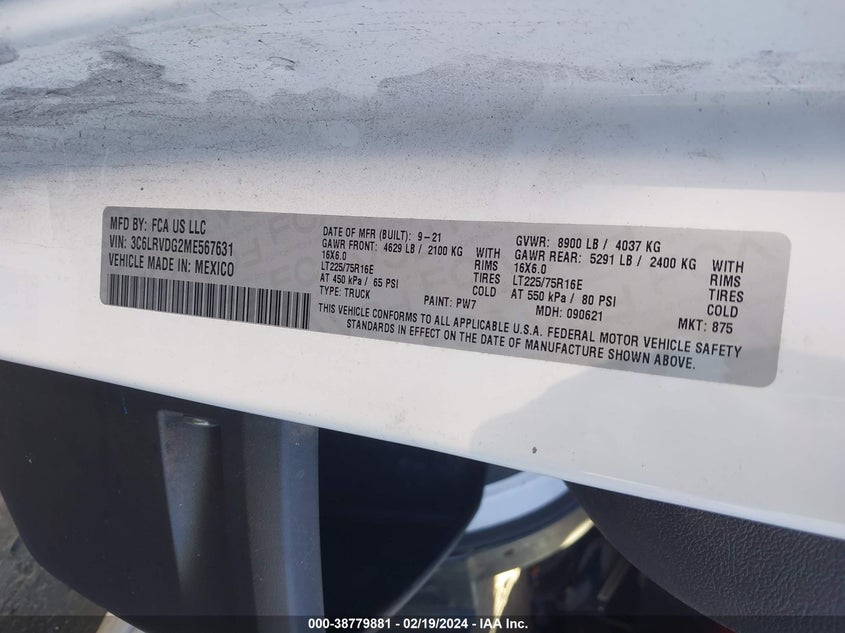 MFD BY: FCA US LLC
VIN: 3C6LRVDG2ME567631
VEHICLE MADE IN: MEXICO
DATE OF MFR (BUILT): 9-21
GAWR FRONT: 4629 LB / 2100 KG WITH
16X6.0 RIMS
LT225/75R16E TIRES
AT 450 kPa / 65 PSI COLD
TYPE: TRUCK PAINT: PW7
GVWR: 8900 LB / 4037 KG
GAWR REAR: 5291 LB / 2400 KG WITH
16X6.0 RIMS
LT225/75R16E TIRES
AT 550 kPa / 80 PSI COLD
MDH: 090621 MKT: 875
THIS VEHICLE CONFORMS TO ALL APPLICABLE U.S.A. FEDERAL MOTOR VEHICLE SAFETY
STANDARDS IN EFFECT ON THE DATE OF MANUFACTURE SHOWN ABOVE.
000-38779881 - 02/19/2024 - IAA Inc.